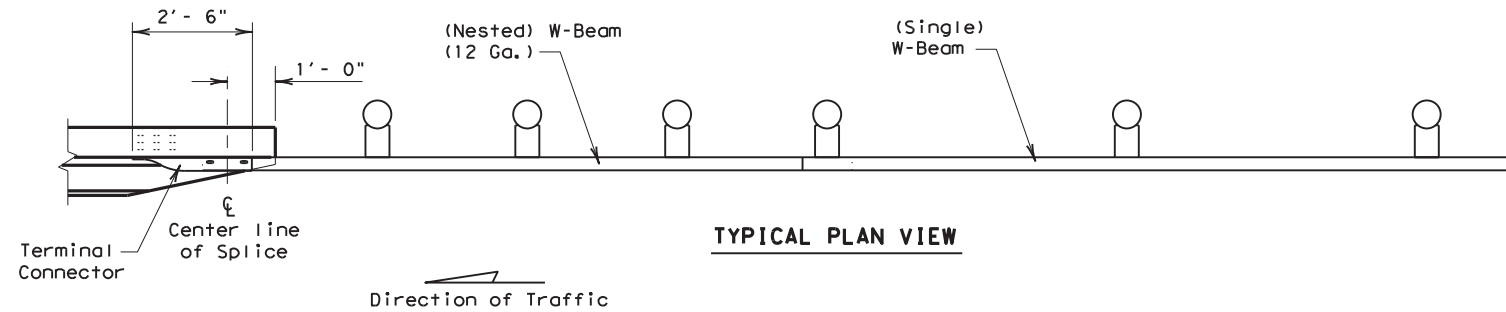 2'- 6"
(Nested) W-Beam
(12 Ga.)
(Single)
W-Beam
1'- 0"
℄
Center line
of Splice
Terminal
Connector
TYPICAL PLAN VIEW
Direction of Traffic